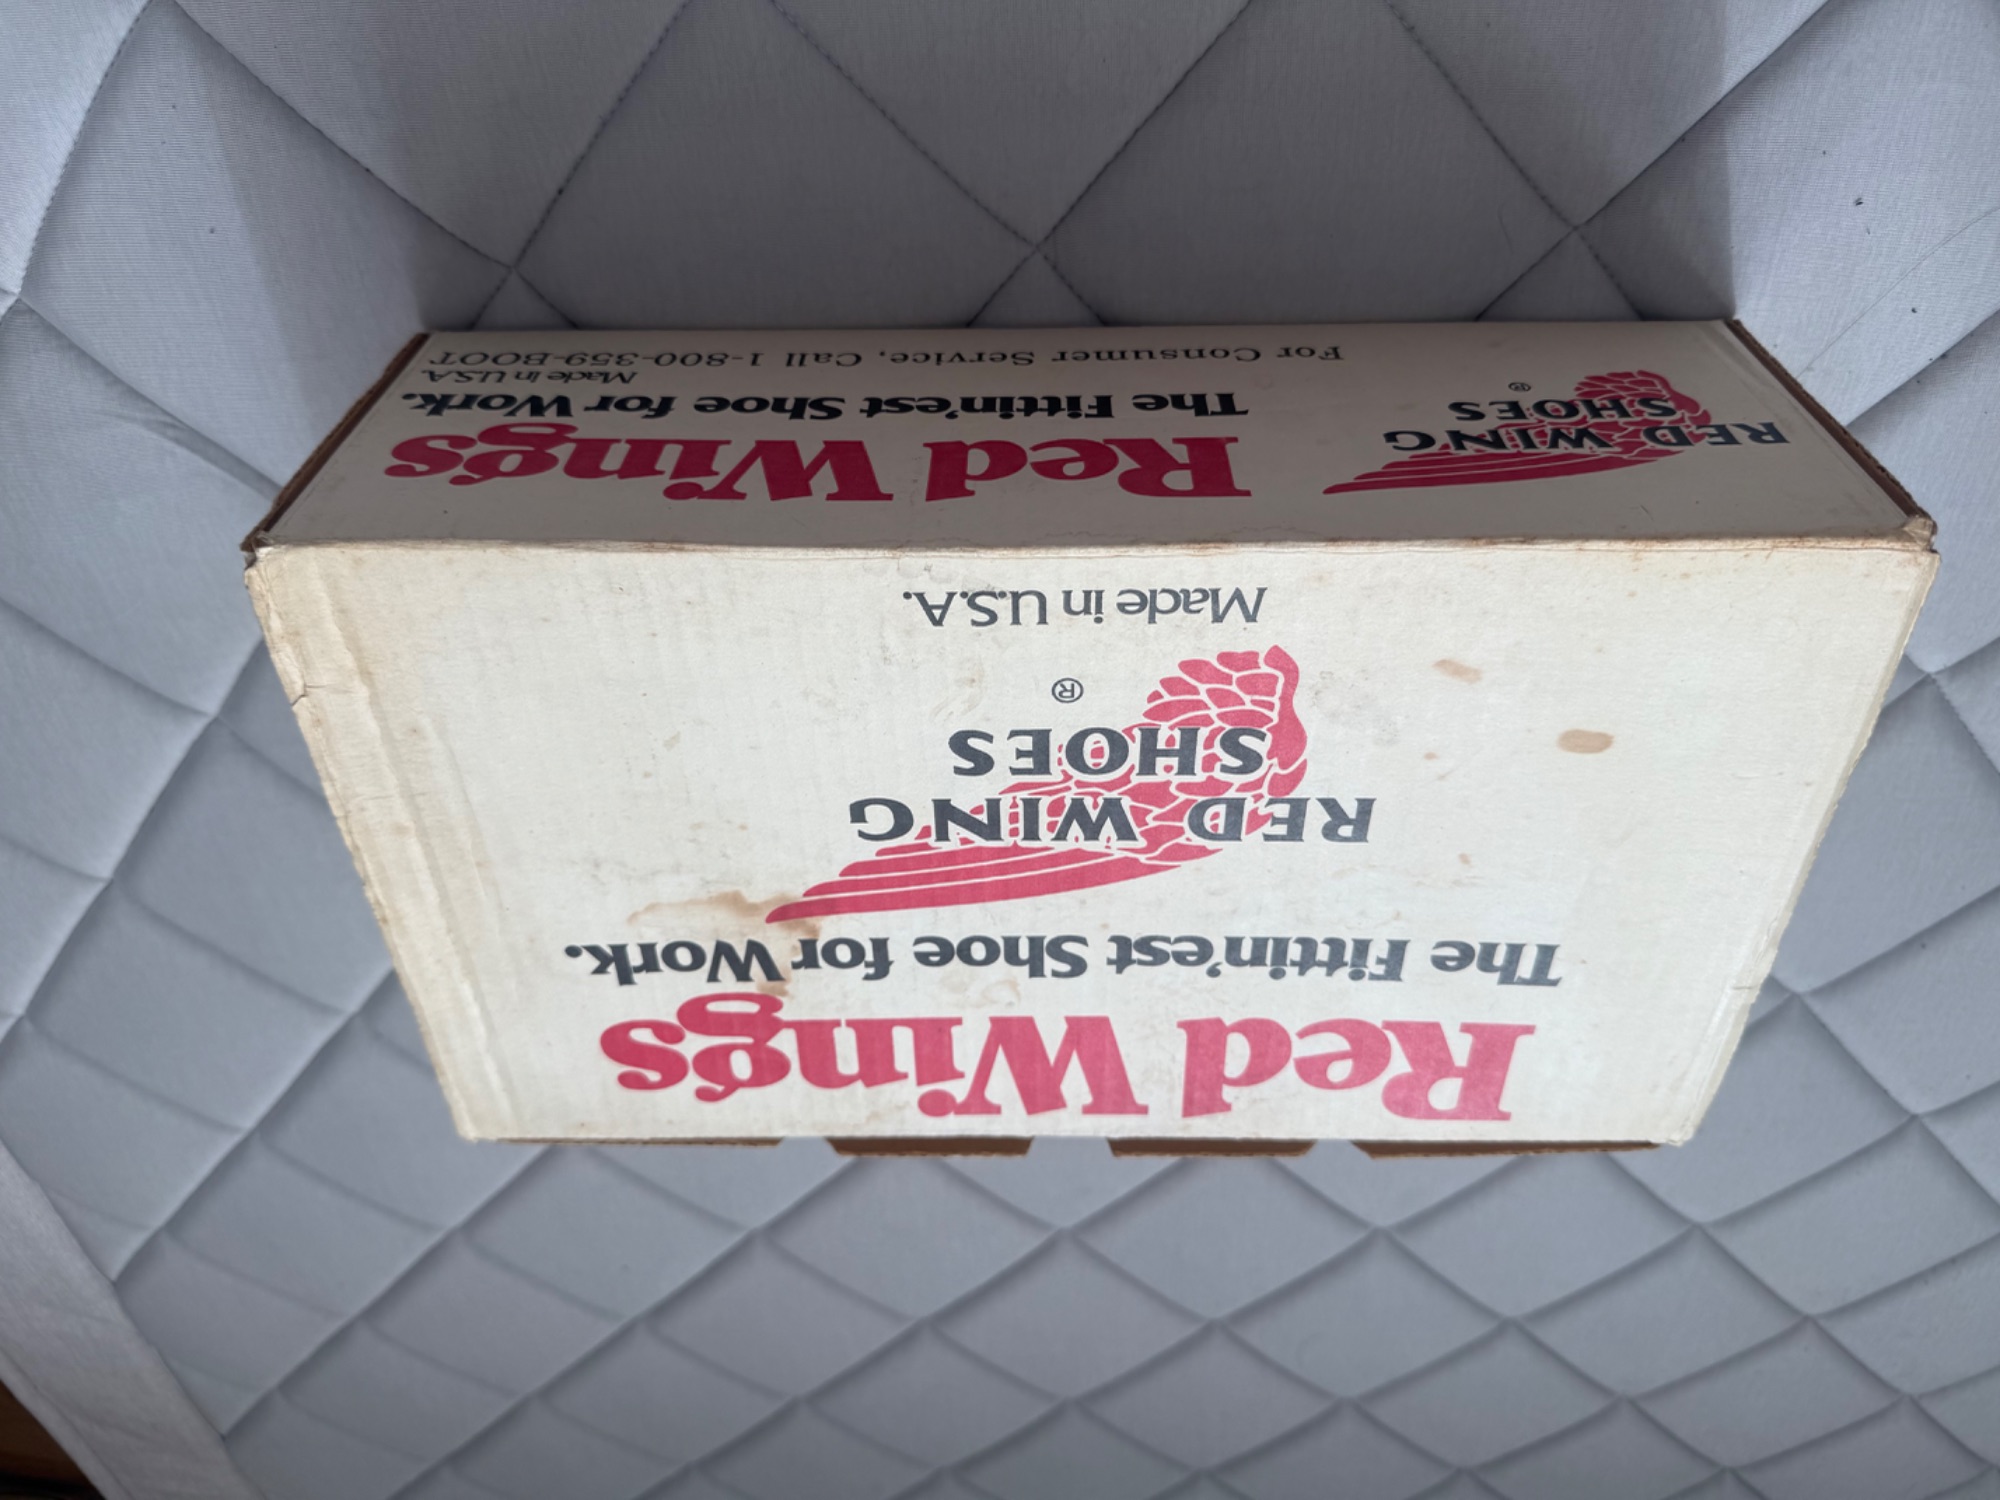 Red Wings
The Fittin'est Shoe for Work.
RED WING
SHOES
®
Made in U.S.A.
RED WING
SHOES
®
Red Wings
The Fittin'est Shoe for Work.
Made in U.S.A.
For Consumer Service, Call 1-800-359-BOOT